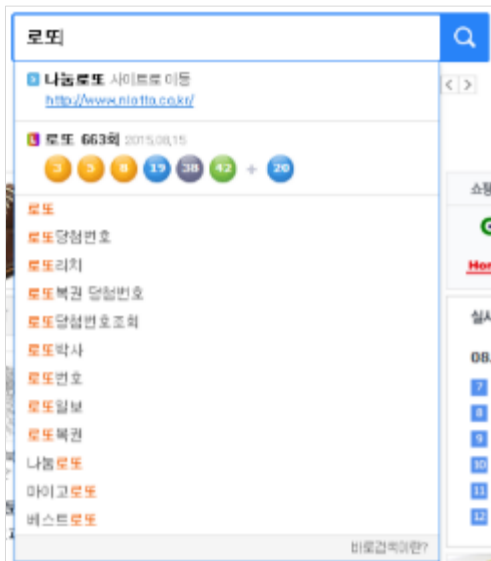 로또
나눔로또 사이트로 이동
http://www.nlotto.co.kr/
로또 663회 2015.08.15
3 5 8 19 38 42 + 20
로또
로또당첨번호
로또리치
로또복권 당첨번호
로또당첨번호조회
로또박사
로또번호
로또일보
로또복권
나눔로또
마이고로또
베스트로또
바로검색이란?
쇼핑
Hom
실시
08.
7
8
9
10
11
12